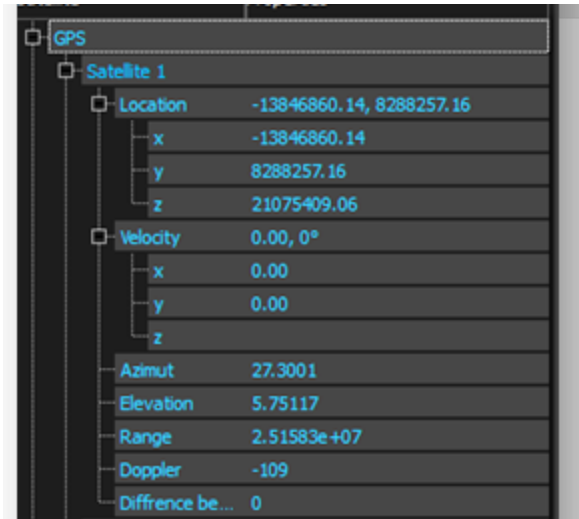 GPS
Satellite 1
Location -13846860.14, 8288257.16
x -13846860.14
y 8288257.16
z 21075409.06
Velocity 0.00, 0°
x 0.00
y 0.00
z
Azimut 27.3001
Elevation 5.75117
Range 2.51583e+07
Doppler -109
Diffrence be... 0